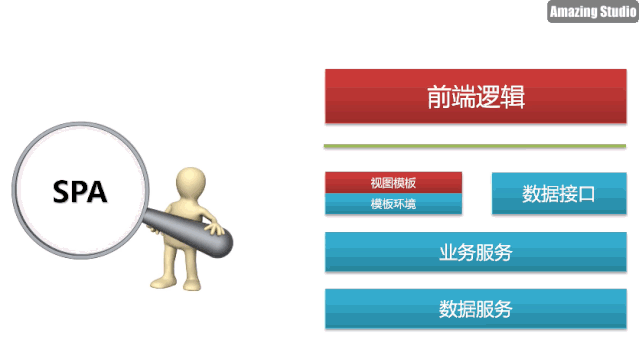 Amazing Studio
前端逻辑
SPA
视图模板
模板环境
数据接口
业务服务
数据服务